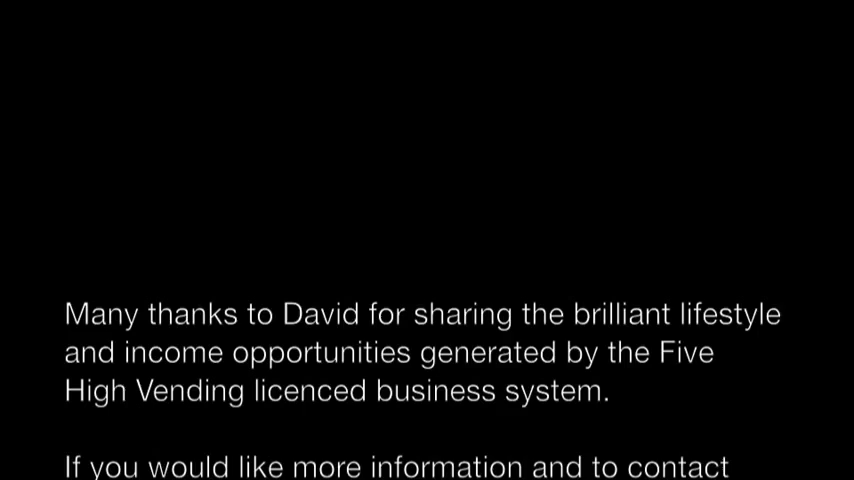 Many thanks to David for sharing the brilliant lifestyle
and income opportunities generated by the Five
High Vending licenced business system.
If you would like more information and to contact